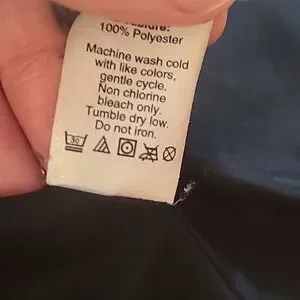 100% Polyester
Machine wash cold
with like colors,
gentle cycle.
Non chlorine
bleach only.
Tumble dry low.
Do not iron.
30